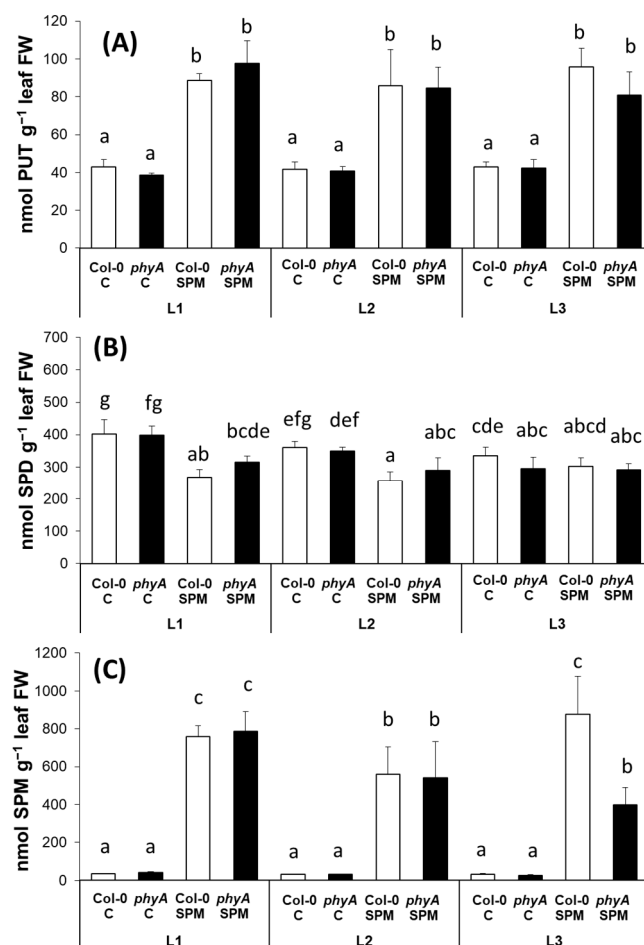 (A)
nmol PUT g⁻¹ leaf FW
120
100
80
60
40
20
0
a a b b a a b b a a b b
Col-0 phyA Col-0 phyA Col-0 phyA Col-0 phyA Col-0 phyA Col-0 phyA
C C SPM SPM C C SPM SPM C C SPM SPM
L1 L2 L3
(B)
nmol SPD g⁻¹ leaf FW
700
600
500
400
300
200
100
0
g fg ab bcde efg def a abc cde abc abcd abc
Col-0 phyA Col-0 phyA Col-0 phyA Col-0 phyA Col-0 phyA Col-0 phyA
C C SPM SPM C C SPM SPM C C SPM SPM
L1 L2 L3
(C)
nmol SPM g⁻¹ leaf FW
1200
1000
800
600
400
200
0
a a c c a a b b a a c b
Col-0 phyA Col-0 phyA Col-0 phyA Col-0 phyA Col-0 phyA Col-0 phyA
C C SPM SPM C C SPM SPM C C SPM SPM
L1 L2 L3